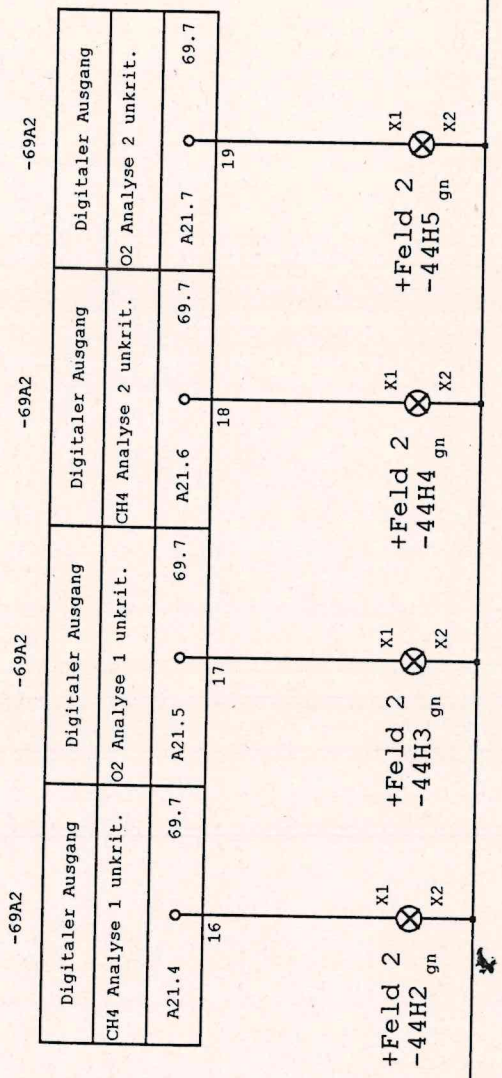 -69A2
Digitaler Ausgang
CH4 Analyse 1 unkrit.
A21.4 69.7
16
+Feld 2
-44H2
gn
X1
X2
-69A2
Digitaler Ausgang
O2 Analyse 1 unkrit.
A21.5 69.7
17
+Feld 2
-44H3
gn
X1
X2
-69A2
Digitaler Ausgang
CH4 Analyse 2 unkrit.
A21.6 69.7
18
+Feld 2
-44H4
gn
X1
X2
-69A2
Digitaler Ausgang
O2 Analyse 2 unkrit.
A21.7 69.7
19
+Feld 2
-44H5
gn
X1
X2